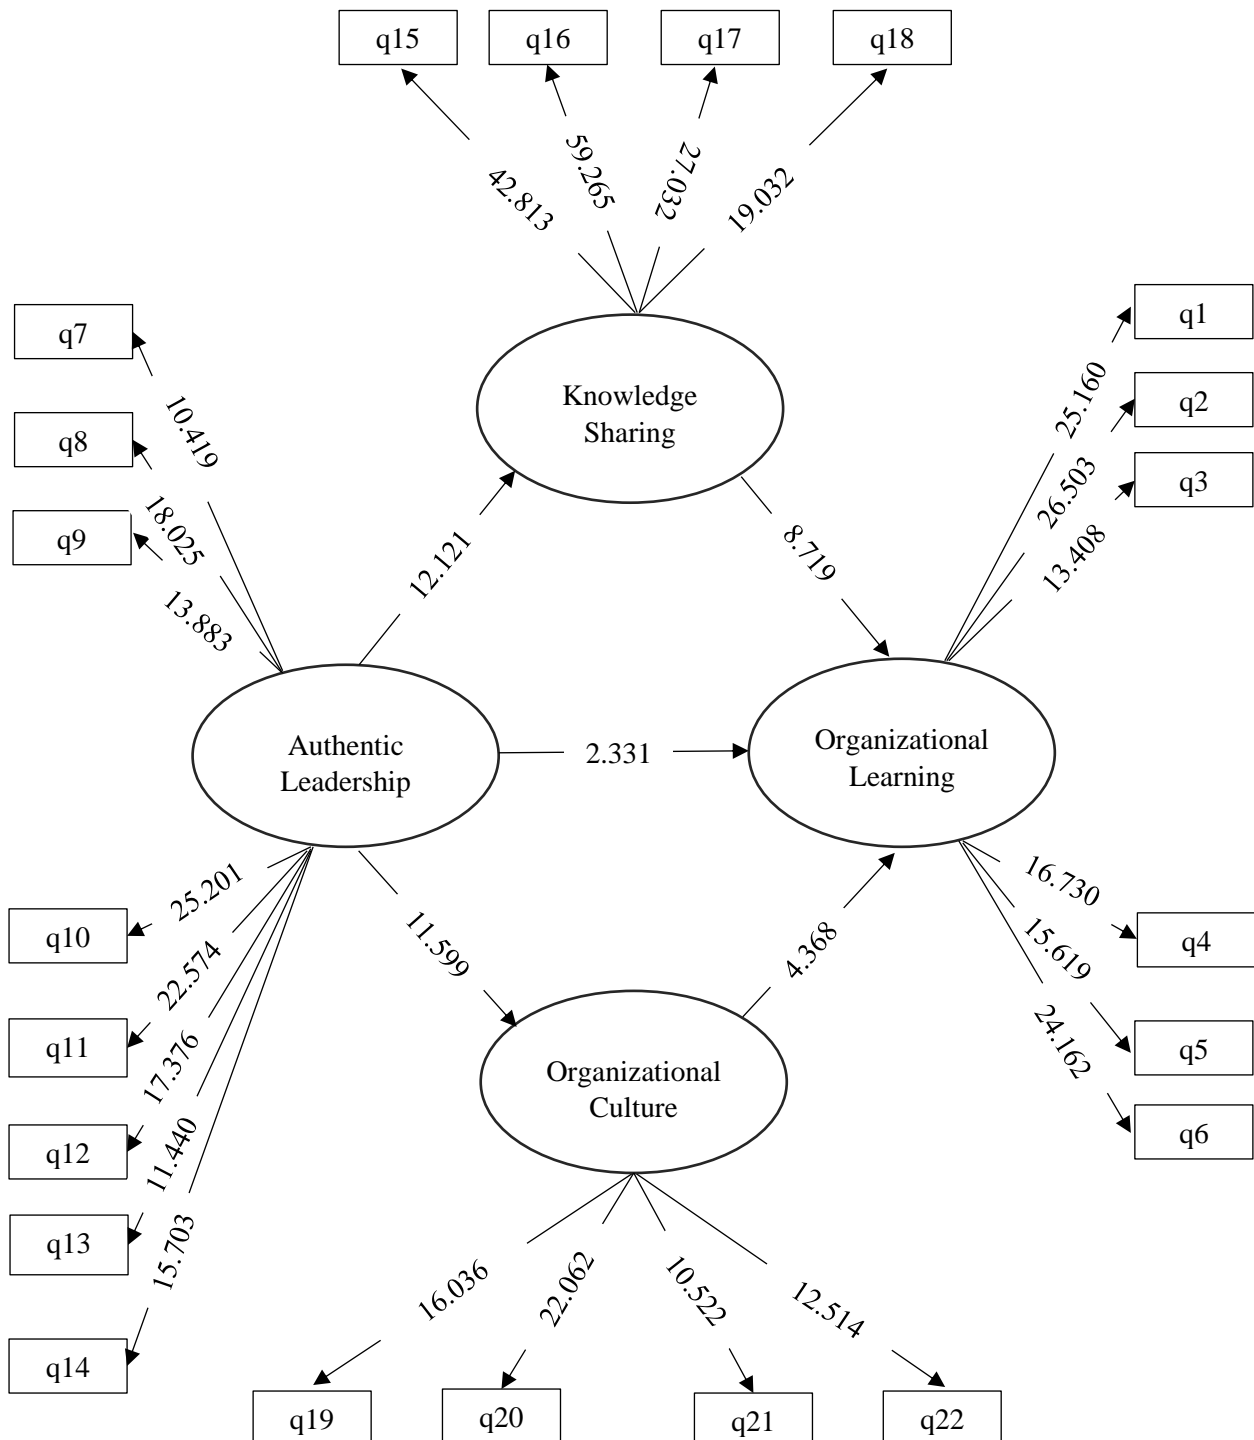 q15
q16
q17
q18
42.813
59.265
27.032
19.032
q7
q8
q9
10.419
18.025
13.883
Knowledge
Sharing
q1
q2
q3
25.160
26.503
13.408
12.121
8.719
Authentic
Leadership
2.331
Organizational
Learning
25.201
22.574
17.376
11.440
15.703
q10
q11
q12
q13
q14
11.599
4.368
16.730
15.619
24.162
q4
q5
q6
Organizational
Culture
16.036
22.062
10.522
12.514
q19
q20
q21
q22